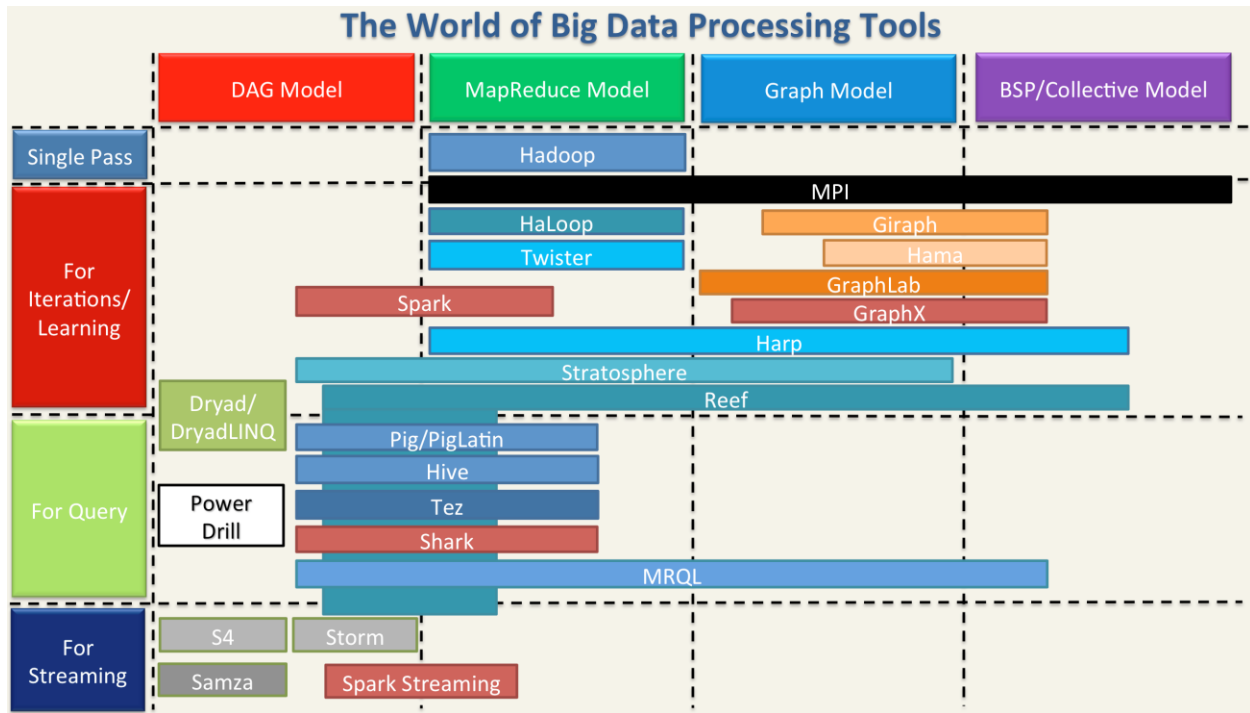 The World of Big Data Processing Tools
DAG Model
MapReduce Model
Graph Model
BSP/Collective Model
Single Pass
Hadoop
For
Iterations/
Learning
MPI
HaLoop
Giraph
Twister
Hama
GraphLab
Spark
GraphX
Harp
Stratosphere
Reef
Dryad/
DryadLINQ
For Query
Pig/PigLatin
Hive
Power
Drill
Tez
Shark
MRQL
For
Streaming
S4
Storm
Samza
Spark Streaming